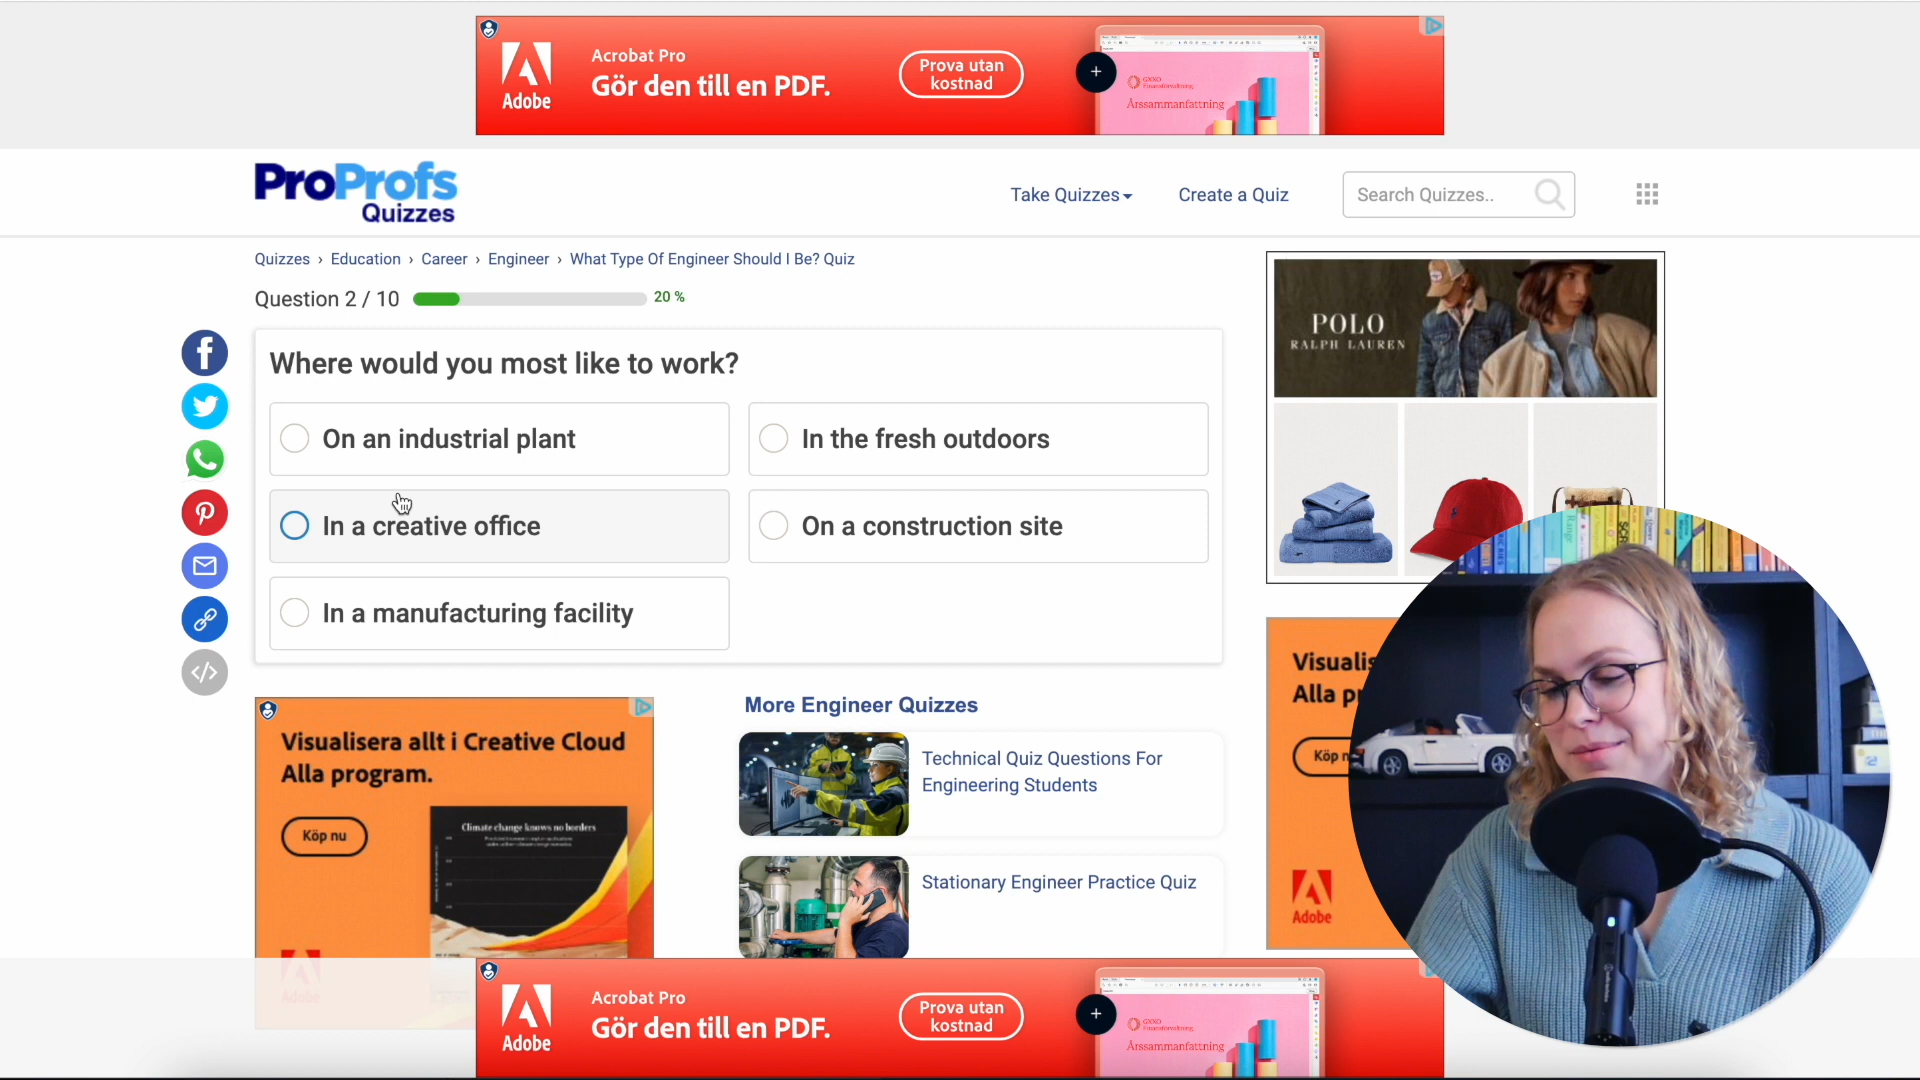 Adobe
Acrobat Pro
Gör den till en PDF.
Prova utan
kostnad
Årssammanfattning
ProProfs
Quizzes
Take Quizzes
Create a Quiz
Search Quizzes..
Quizzes › Education › Career › Engineer › What Type Of Engineer Should I Be? Quiz
Question 2 / 10
20 %
Where would you most like to work?
On an industrial plant
In the fresh outdoors
In a creative office
On a construction site
In a manufacturing facility
POLO
RALPH LAUREN
More Engineer Quizzes
Technical Quiz Questions For
Engineering Students
Stationary Engineer Practice Quiz
Visualisera allt i Creative Cloud
Alla program.
Köp nu
Climate change knows no borders
Adobe
Visualis
Alla p
Köp n
Adobe
Adobe
Acrobat Pro
Gör den till en PDF.
Prova utan
kostnad
Årssammanfattning